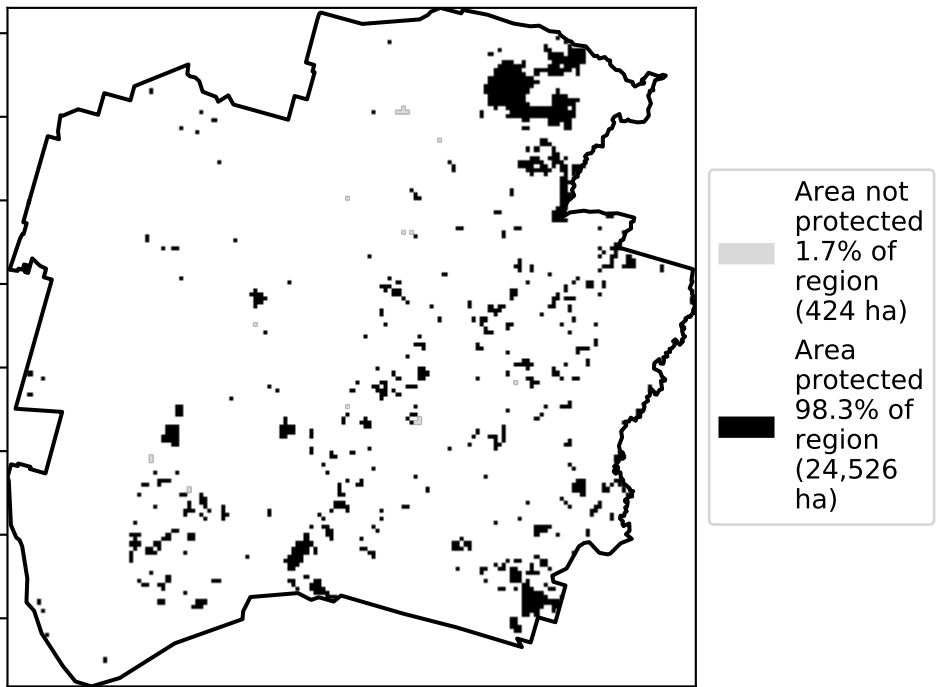 Area not
protected
1.7% of
region
(424 ha)
Area
protected
98.3% of
region
(24,526
ha)